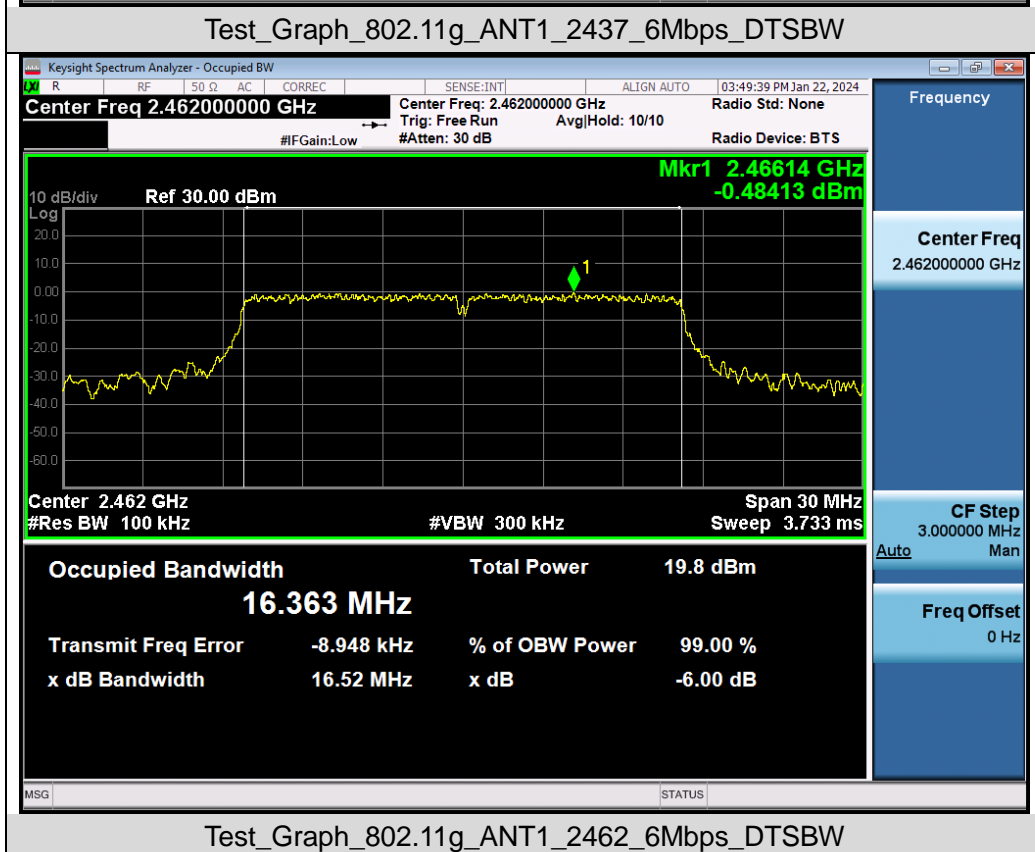 Test_Graph_802.11g_ANT1_2437_6Mbps_DTSBW
Keysight Spectrum Analyzer - Occupied BW
LXI R RF 50 Ω AC CORREC SENSE:INT ALIGN AUTO 03:49:39 PM Jan 22, 2024
Center Freq 2.462000000 GHz
Center Freq: 2.462000000 GHz
Radio Std: None
Trig: Free Run Avg|Hold: 10/10
#IFGain:Low #Atten: 30 dB Radio Device: BTS
Mkr1 2.46614 GHz
-0.48413 dBm
10 dB/div Ref 30.00 dBm
Log
20.0
10.0
1
0.00
-10.0
-20.0
-30.0
-40.0
-50.0
-60.0
Center 2.462 GHz Span 30 MHz
#Res BW 100 kHz #VBW 300 kHz Sweep 3.733 ms
Occupied Bandwidth Total Power 19.8 dBm
16.363 MHz
Transmit Freq Error -8.948 kHz % of OBW Power 99.00 %
x dB Bandwidth 16.52 MHz x dB -6.00 dB
MSG STATUS
Frequency
Center Freq
2.462000000 GHz
CF Step
3.000000 MHz
Auto Man
Freq Offset
0 Hz
Test_Graph_802.11g_ANT1_2462_6Mbps_DTSBW